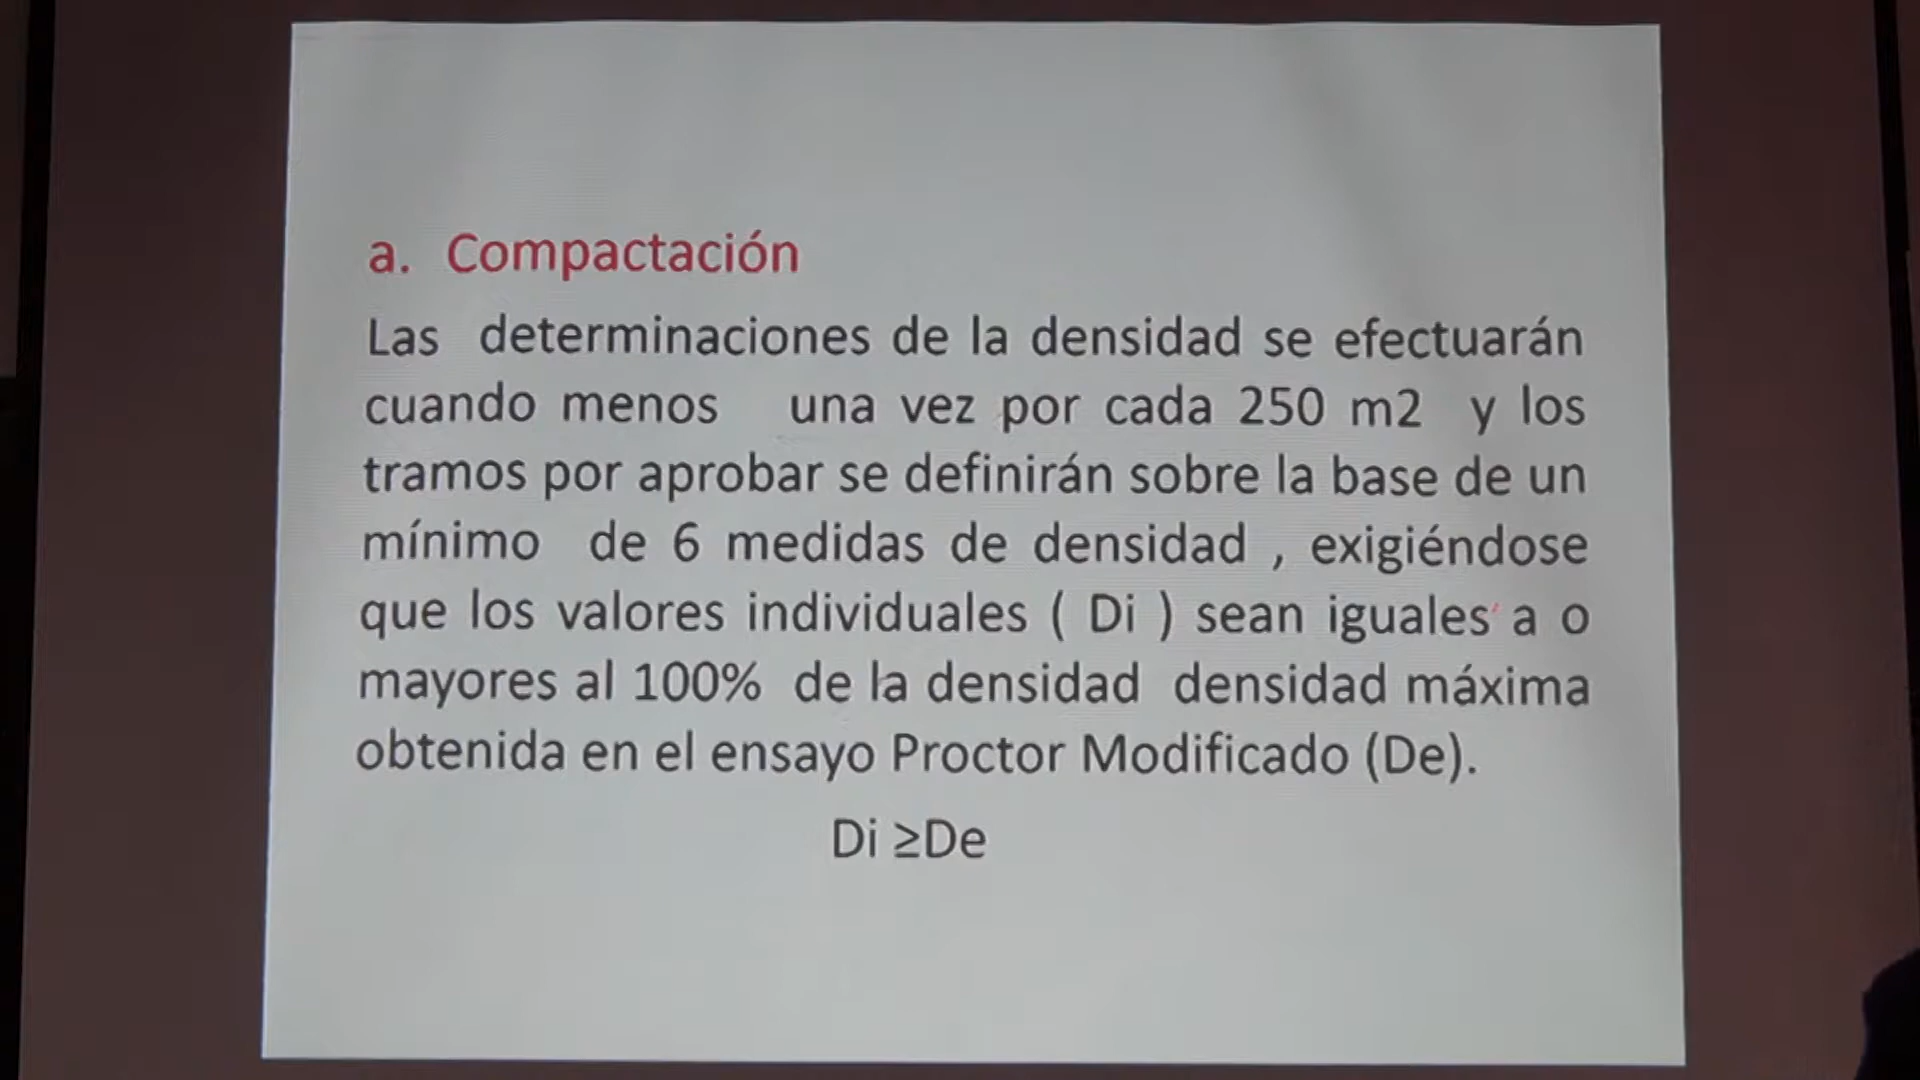 a. Compactación
Las determinaciones de la densidad se efectuarán
cuando menos una vez por cada 250 m2 y los
tramos por aprobar se definirán sobre la base de un
mínimo de 6 medidas de densidad , exigiéndose
que los valores individuales ( Di ) sean iguales a o
mayores al 100% de la densidad densidad máxima
obtenida en el ensayo Proctor Modificado (De).
Di ≥De